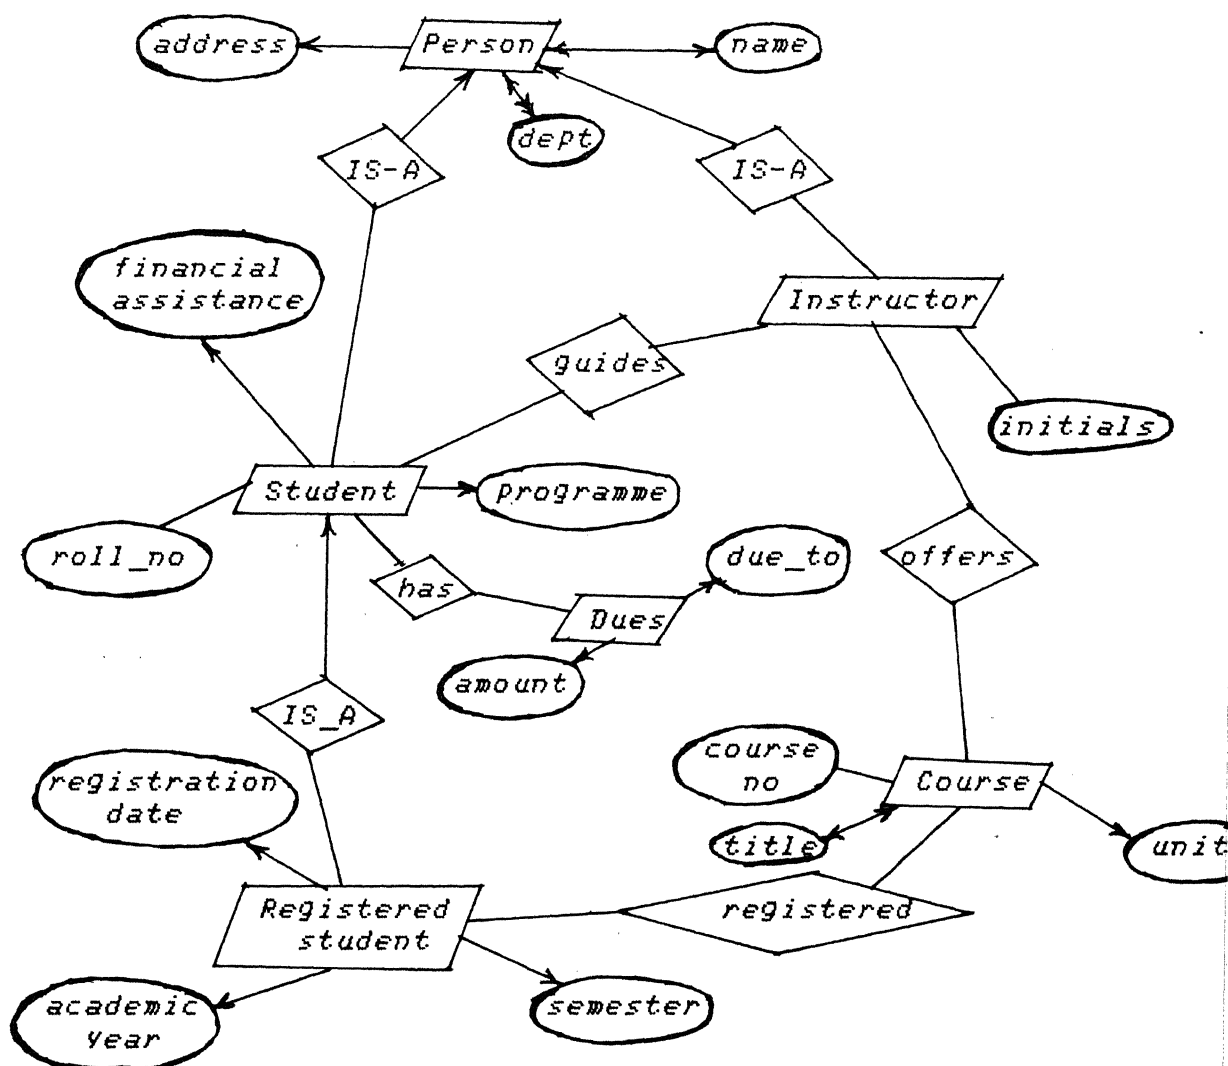 address
Person
name
dept
IS-A
IS-A
financial
assistance
Instructor
guides
initials
Student
programme
roll_no
due_to
offers
has
Dues
amount
IS_A
course
no
Course
registration
date
title
unit
Registered
student
registered
academic
year
semester